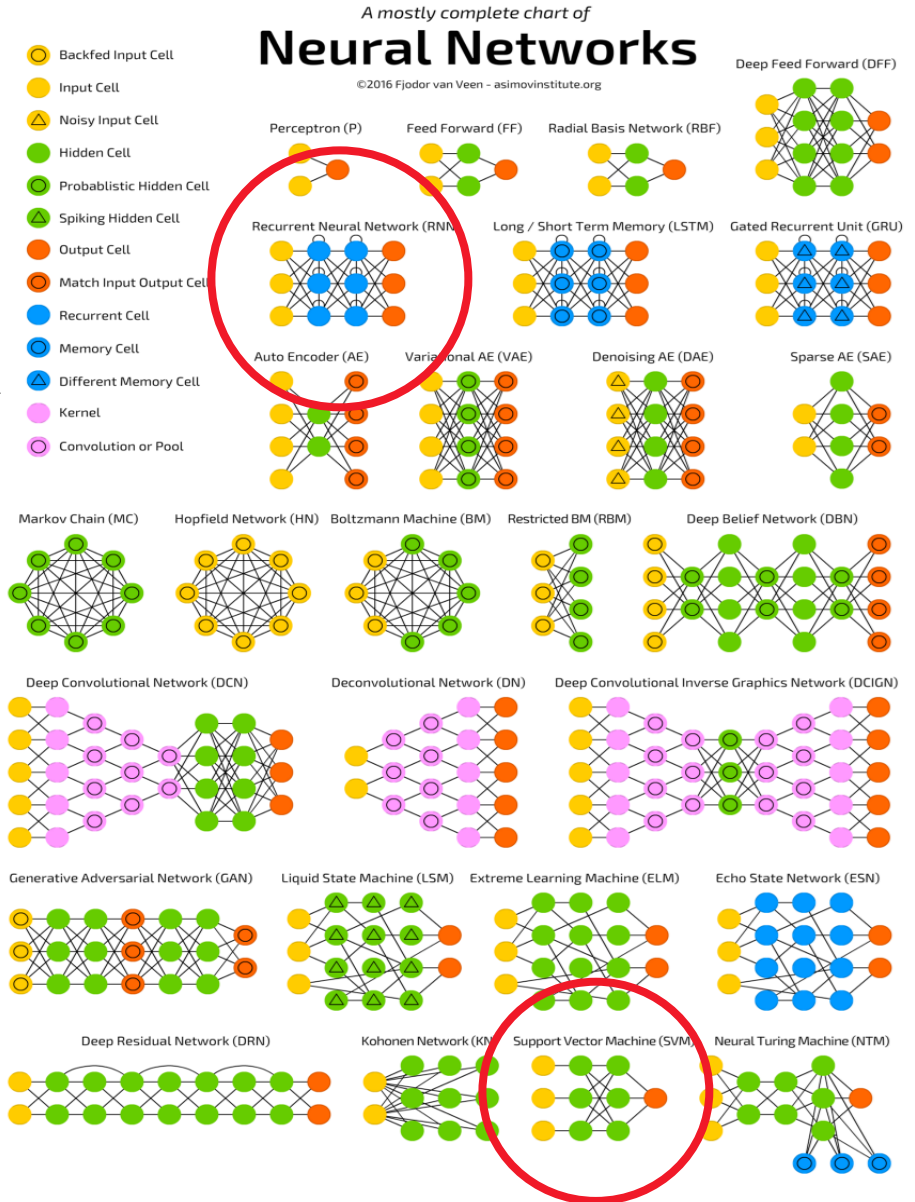 A mostly complete chart of
Neural Networks
©2016 Fjodor van Veen - asimovinstitute.org
Backfed Input Cell
Input Cell
Noisy Input Cell
Hidden Cell
Probablistic Hidden Cell
Spiking Hidden Cell
Output Cell
Match Input Output Cell
Recurrent Cell
Memory Cell
Different Memory Cell
Kernel
Convolution or Pool
Deep Feed Forward (DFF)
Perceptron (P) Feed Forward (FF) Radial Basis Network (RBF)
Recurrent Neural Network (RNN) Long / Short Term Memory (LSTM) Gated Recurrent Unit (GRU)
Auto Encoder (AE) Variational AE (VAE) Denoising AE (DAE) Sparse AE (SAE)
Markov Chain (MC) Hopfield Network (HN) Boltzmann Machine (BM) Restricted BM (RBM) Deep Belief Network (DBN)
Deep Convolutional Network (DCN) Deconvolutional Network (DN) Deep Convolutional Inverse Graphics Network (DCIGN)
Generative Adversarial Network (GAN) Liquid State Machine (LSM) Extreme Learning Machine (ELM) Echo State Network (ESN)
Deep Residual Network (DRN) Kohonen Network (KN) Support Vector Machine (SVM) Neural Turing Machine (NTM)